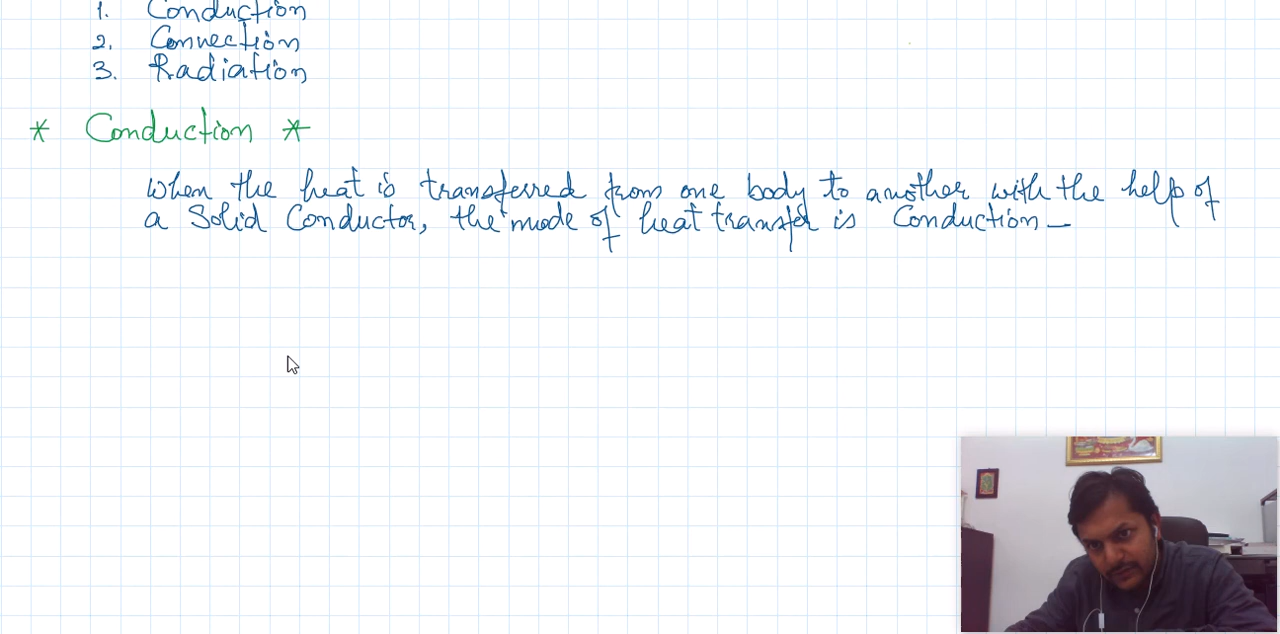 1. Conduction
2. Convection
3. Radiation
* Conduction *
When the heat is transferred from one body to another with the help of
a Solid Conductor, the mode of heat transfer is Conduction –